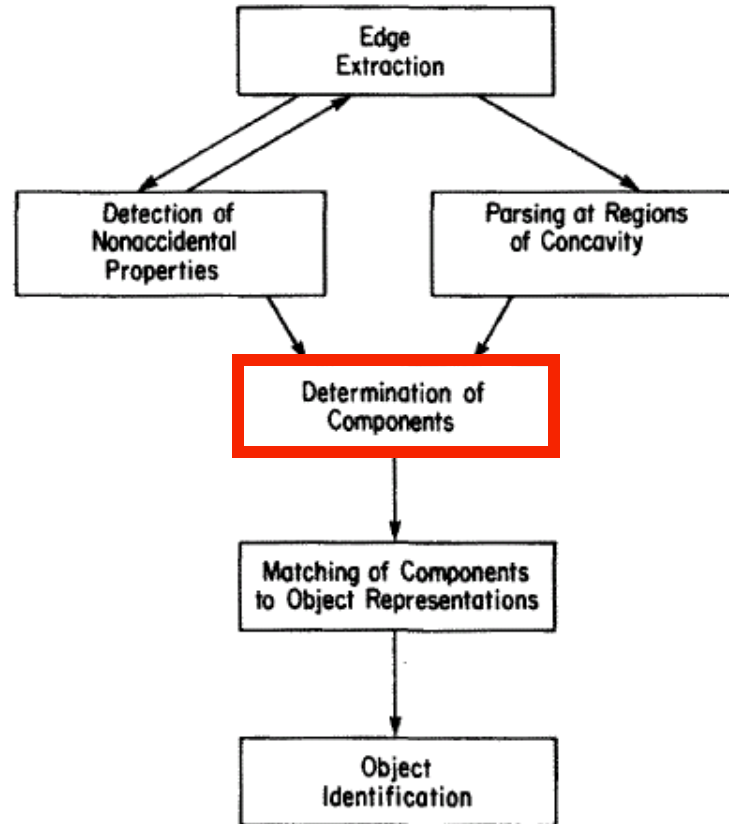 Edge
Extraction
Detection of
Nonaccidental
Properties
Parsing at Regions
of Concavity
Determination of
Components
Matching of Components
to Object Representations
Object
Identification